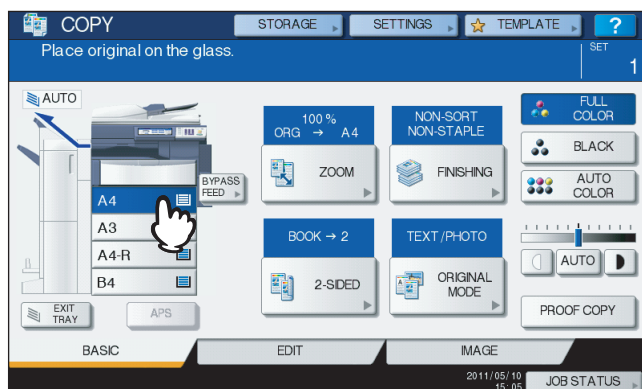 COPY
STORAGE
SETTINGS
TEMPLATE
?
Place original on the glass.
SET
1
AUTO
100 %
ORG → A4
NON-SORT
NON-STAPLE
FULL
COLOR
ZOOM
FINISHING
BLACK
BYPASS
FEED
AUTO
COLOR
A4
A3
A4-R
B4
BOOK → 2
TEXT/PHOTO
2-SIDED
ORIGINAL
MODE
AUTO
EXIT
TRAY
APS
PROOF COPY
BASIC
EDIT
IMAGE
2011/05/10
15:05
JOB STATUS